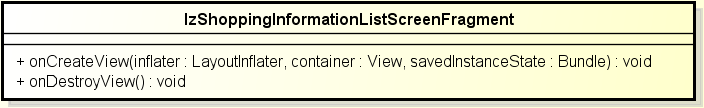 IzShoppingInformationListScreenFragment
+ onCreateView(inflater : LayoutInflater, container : View, savedInstanceState : Bundle) : void
+ onDestroyView() : void